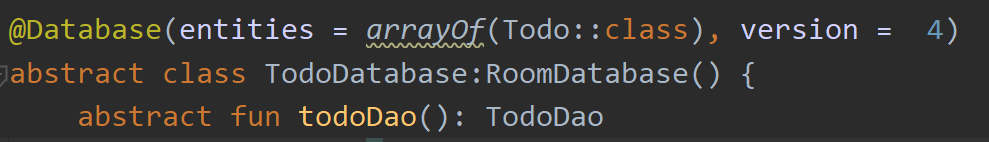 @Database(entities = arrayOf(Todo::class), version =  4)
abstract class TodoDatabase:RoomDatabase() {
    abstract fun todoDao(): TodoDao